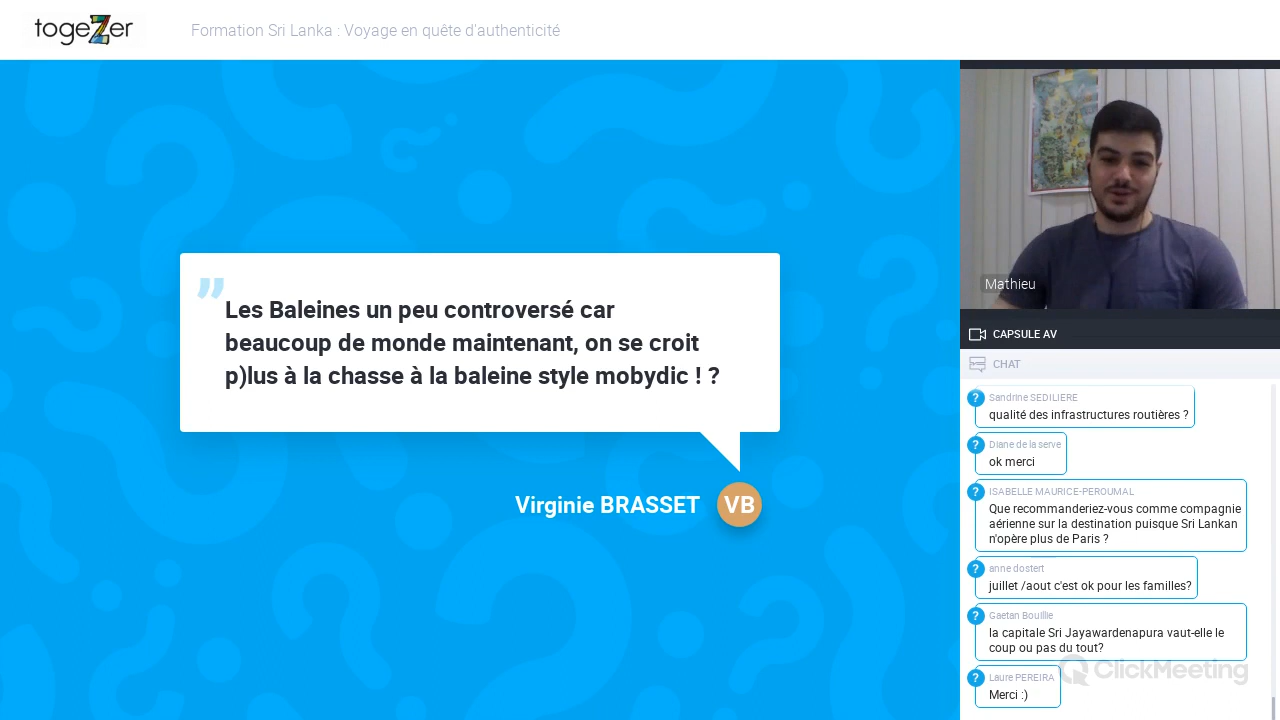 togeZer
Formation Sri Lanka : Voyage en quête d'authenticité
Les Baleines un peu controversé car
beaucoup de monde maintenant, on se croit
p)lus à la chasse à la baleine style mobydic ! ?
Virginie BRASSET
VB
Mathieu
CAPSULE AV
CHAT
? Sandrine SEDILIERE
qualité des infrastructures routières ?
? Diane de la serve
ok merci
? ISABELLE MAURICE-PEROUMAL
Que recommanderiez-vous comme compagnie
aérienne sur la destination puisque Sri Lankan
n'opère plus de Paris ?
? anne dostert
juillet /aout c'est ok pour les familles?
? Gaetan Bouillie
la capitale Sri Jayawardenapura vaut-elle le
coup ou pas du tout?
? Laure PEREIRA
Merci :)
ClickMeeting